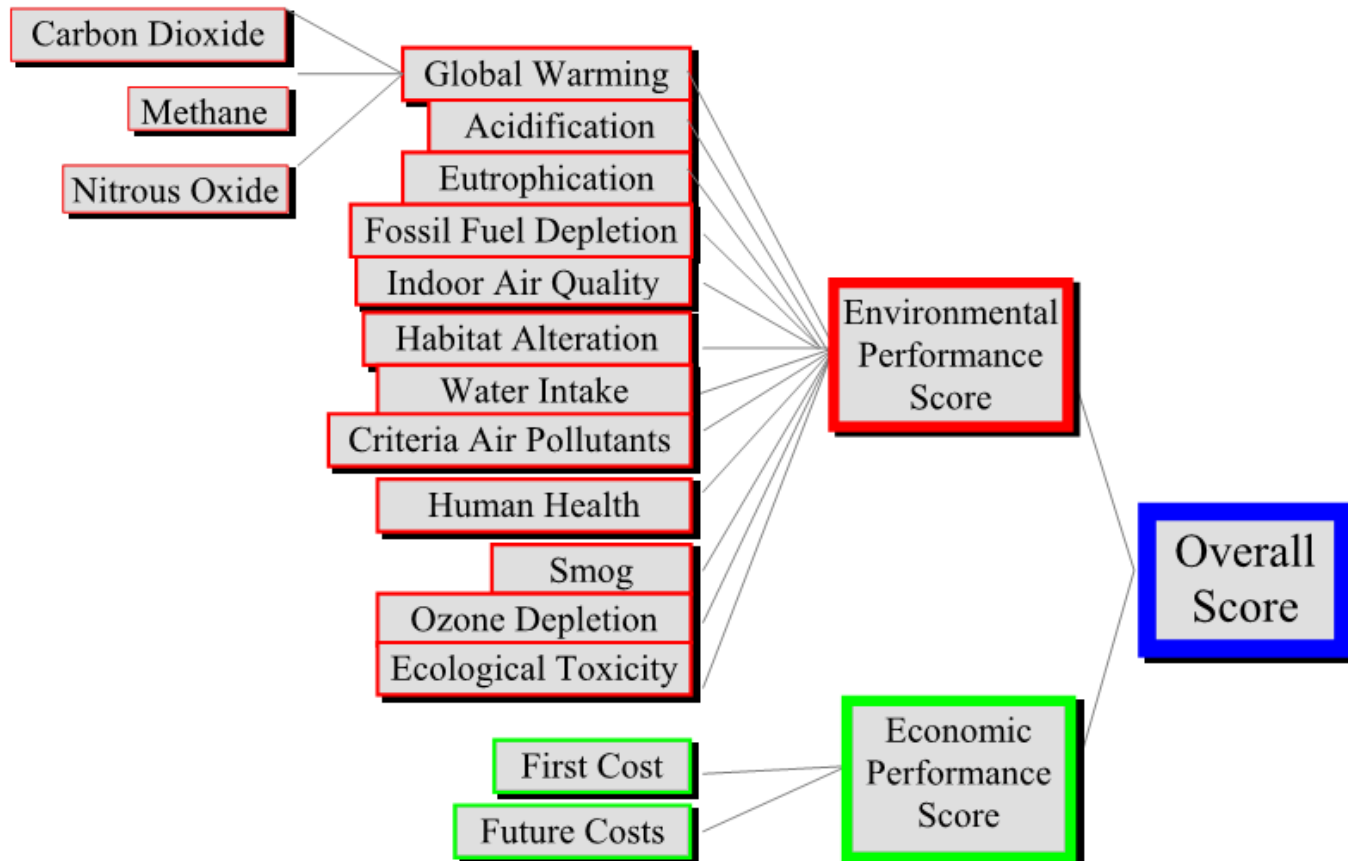 Carbon Dioxide
Methane
Nitrous Oxide
Global Warming
Acidification
Eutrophication
Fossil Fuel Depletion
Indoor Air Quality
Habitat Alteration
Water Intake
Criteria Air Pollutants
Human Health
Smog
Ozone Depletion
Ecological Toxicity
First Cost
Future Costs
Environmental
Performance
Score
Economic
Performance
Score
Overall
Score